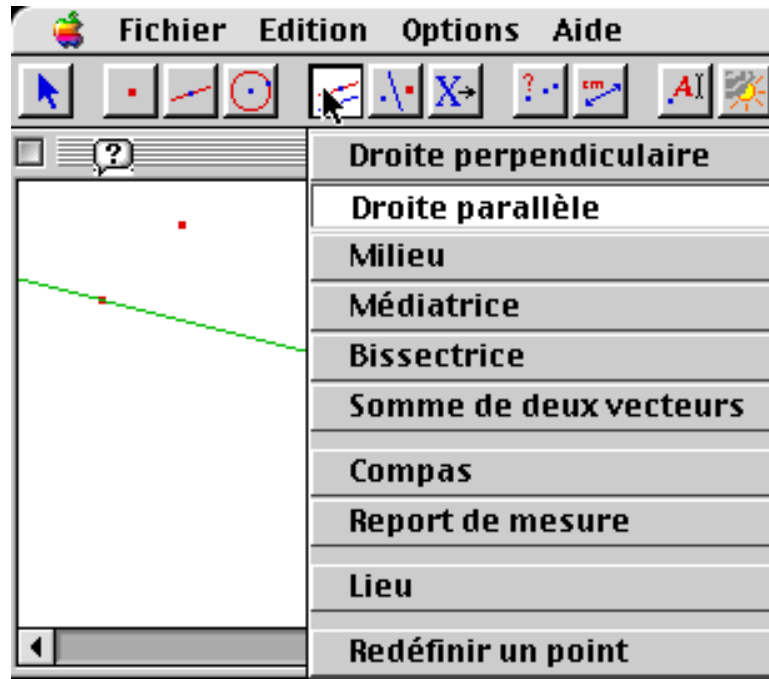 Fichier Edition Options Aide
X ? cm A
?
Droite perpendiculaire
Droite parallèle
Milieu
Médiatrice
Bissectrice
Somme de deux vecteurs
Compas
Report de mesure
Lieu
Redéfinir un point